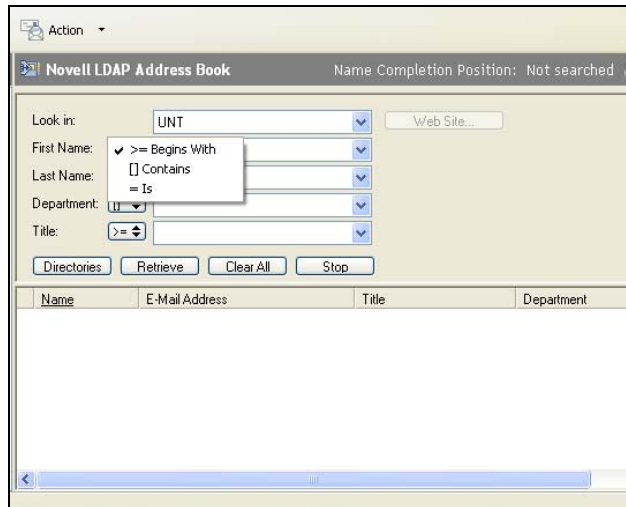 Action
Novell LDAP Address Book Name Completion Position: Not searched
Look in: UNT Web Site...
First Name: >= Begins With
[] Contains
Last Name:
= Is
Department: []
Title: >=
Directories Retrieve Clear All Stop
Name E-Mail Address Title Department